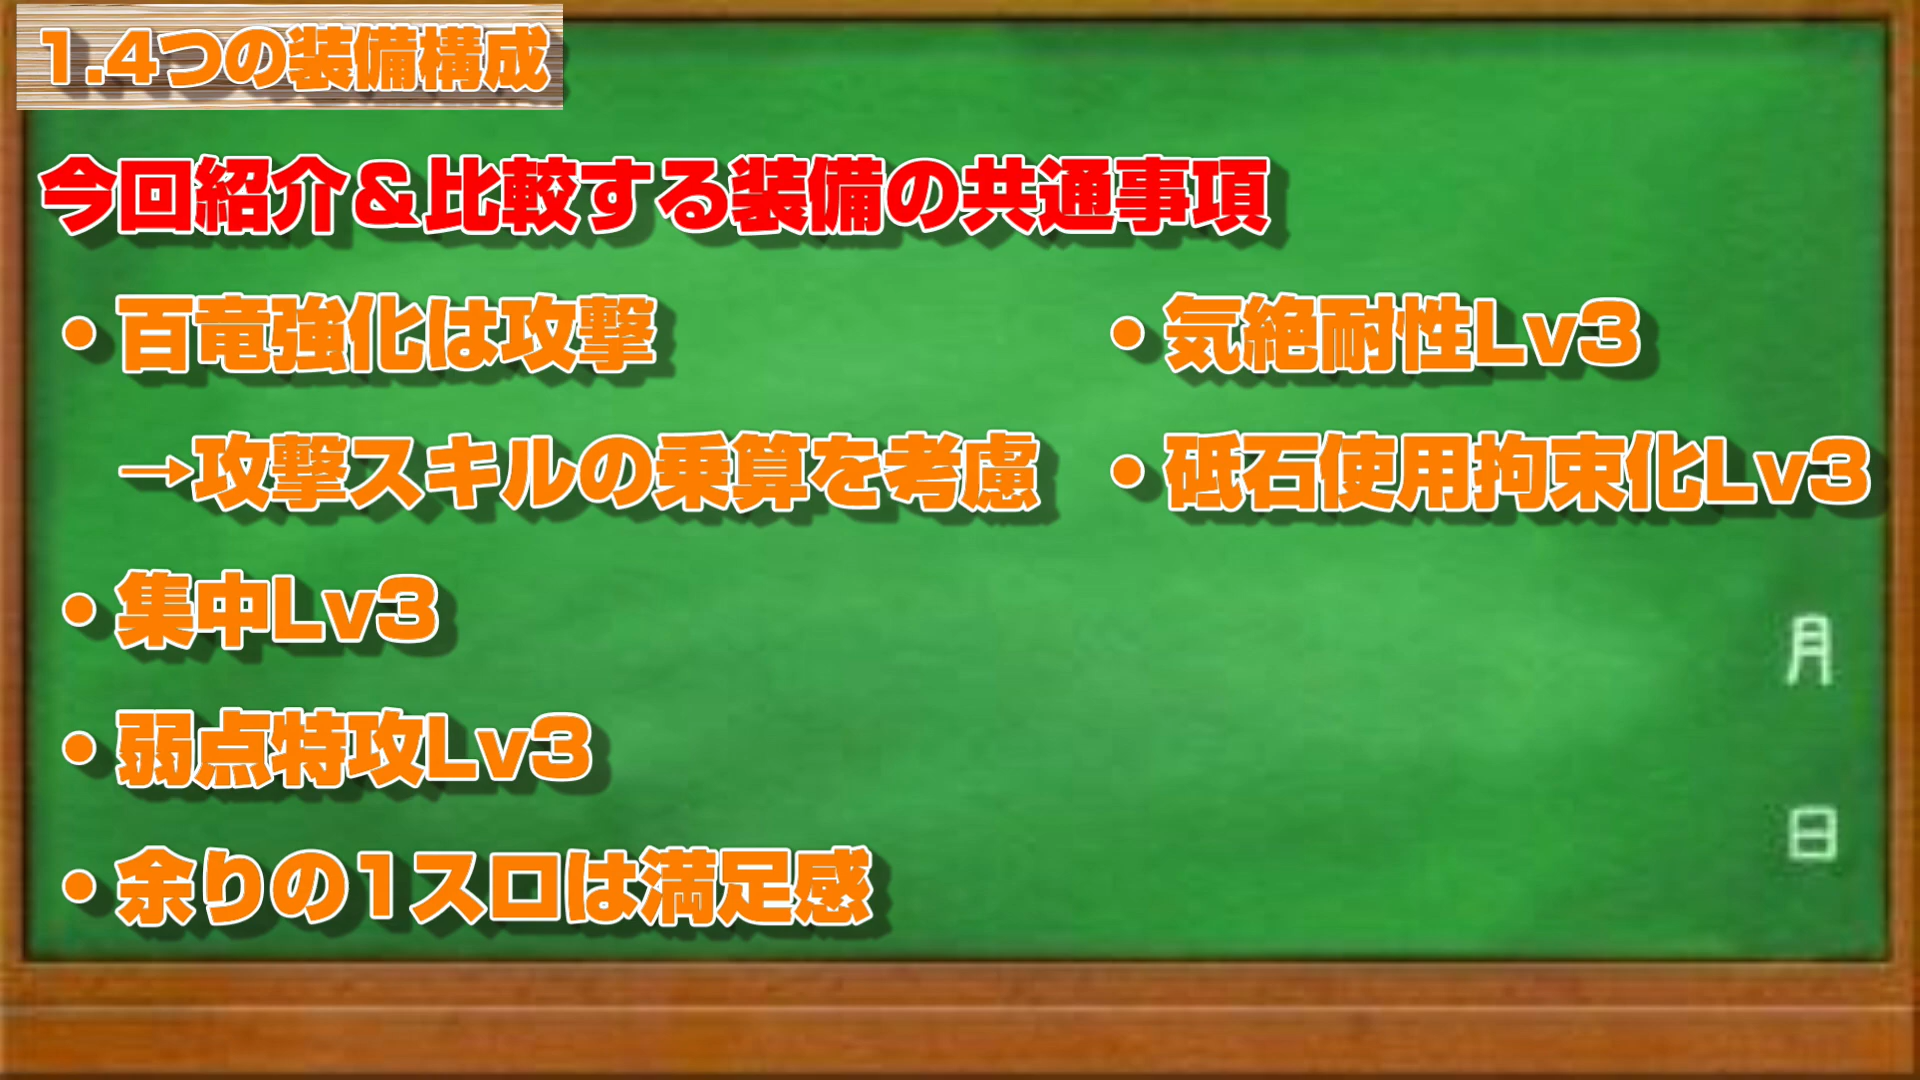 1.4つの装備構成
今回紹介＆比較する装備の共通事項
・百竜強化は攻撃
→攻撃スキルの乗算を考慮
・集中Lv3
・弱点特攻Lv3
・余りの1スロは満足感
・気絶耐性Lv3
・砥石使用拘束化Lv3
月
日